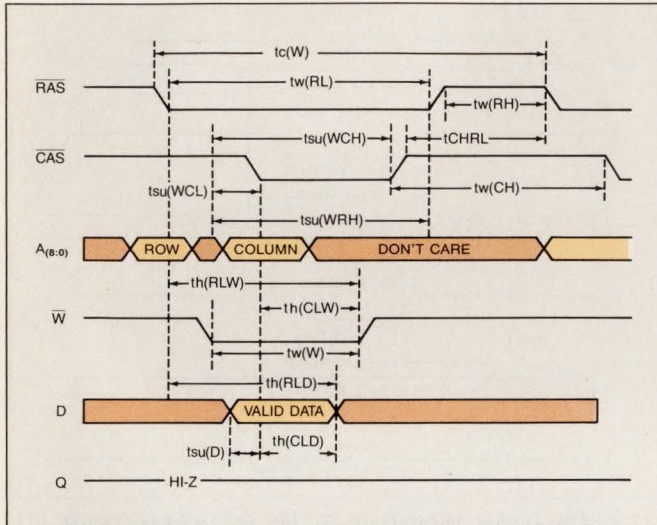 tc(W)
RAS
tw(RL)
tw(RH)
tsu(WCH)
tCHRL
CAS
tsu(WCL)
tw(CH)
tsu(WRH)
A(8:0)
ROW
COLUMN
DON'T CARE
th(RLW)
th(CLW)
W
tw(W)
th(RLD)
D
VALID DATA
tsu(D)
th(CLD)
Q
HI-Z